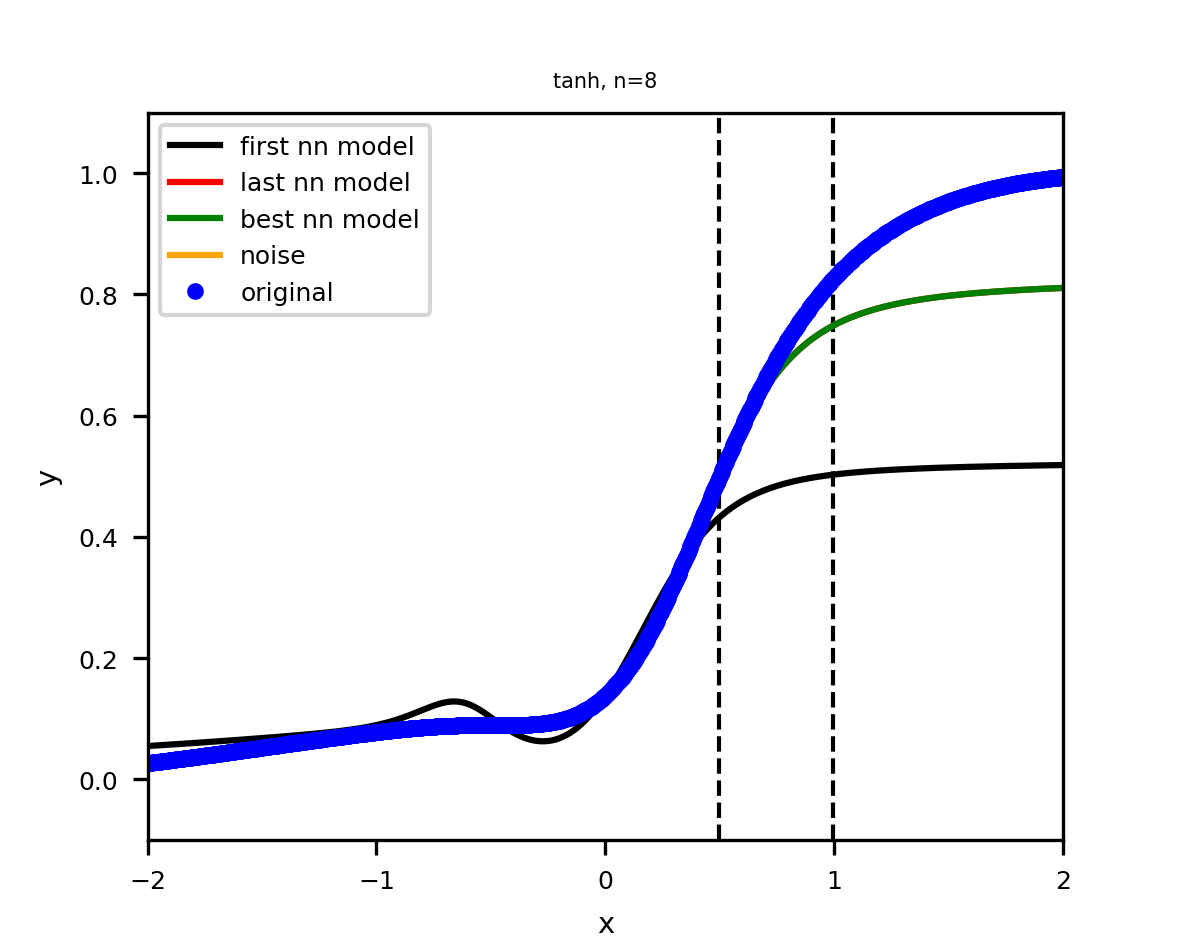 tanh, n=8
first nn model
last nn model
best nn model
noise
original
1.0
0.8
0.6
0.4
0.2
0.0
y
−2
−1
0
1
2
x